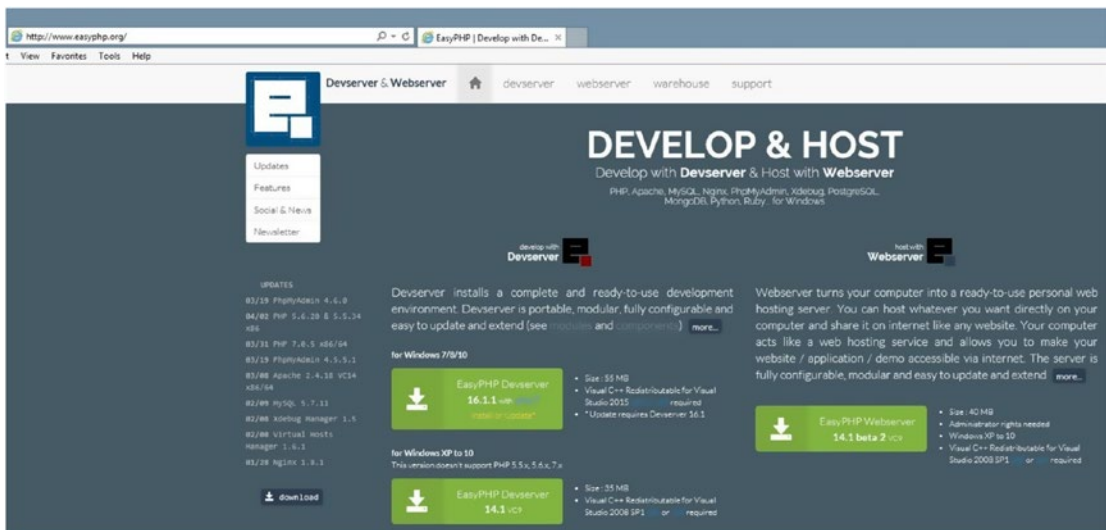 http://www.easyphp.org/
EasyPHP | Develop with De...
View Favorites Tools Help
Devserver & Webserver devserver webserver warehouse support
Updates
Features
Social & News
Newsletter
DEVELOP & HOST
Develop with Devserver & Host with Webserver
PHP, Apache, MySQL, Nginx, PhpMyAdmin, Xdebug, PostgreSQL,
MongoDB, Python, Ruby.. for Windows
develop with
Devserver
host with
Webserver
UPDATES
03/19 PhpMyAdmin 4.6.0
04/02 PHP 5.6.20 & 5.5.34
x86
03/31 PHP 7.0.5 x86/64
03/19 PhpMyAdmin 4.5.5.1
03/08 Apache 2.4.18 VC14
x86/64
02/09 MySQL 5.7.11
02/08 Xdebug Manager 1.5
02/08 Virtual Hosts
Manager 1.6.1
01/28 Nginx 1.9.1
download
Devserver installs a complete and ready-to-use development
environment. Devserver is portable, modular, fully configurable and
easy to update and extend (see modules and components) more...
for Windows 7/8/10
EasyPHP Devserver
16.1.1 with
install or update*
• Size : 55 MB
• Visual C++ Redistributable for Visual
Studio 2015 required
• * Update requires Devserver 16.1
for Windows XP to 10
This version doesn't support PHP 5.5.x, 5.6.x, 7.x
EasyPHP Devserver
14.1 VC9
• Size : 35 MB
• Visual C++ Redistributable for Visual
Studio 2008 SP1 or required
Webserver turns your computer into a ready-to-use personal web
hosting server. You can host whatever you want directly on your
computer and share it on internet like any website. Your computer
acts like a web hosting service and allows you to make your
website / application / demo accessible via internet. The server is
fully configurable, modular and easy to update and extend more...
EasyPHP Webserver
14.1 beta 2 VC9
• Size : 40 MB
• Administrator rights needed
• Windows XP to 10
• Visual C++ Redistributable for Visual
Studio 2008 SP1 or required